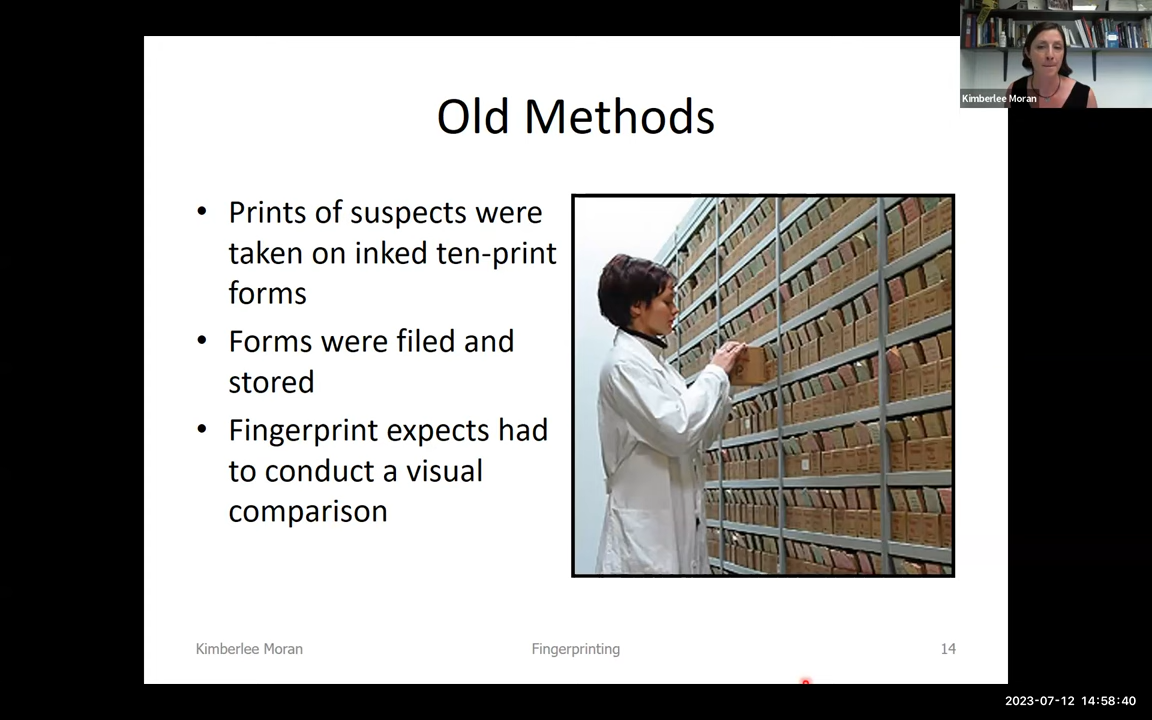 Old Methods
Kimberlee Moran
• Prints of suspects were
taken on inked ten-print
forms
• Forms were filed and
stored
• Fingerprint expects had
to conduct a visual
comparison
Kimberlee Moran
Fingerprinting
14
2023-07-12 14:58:40